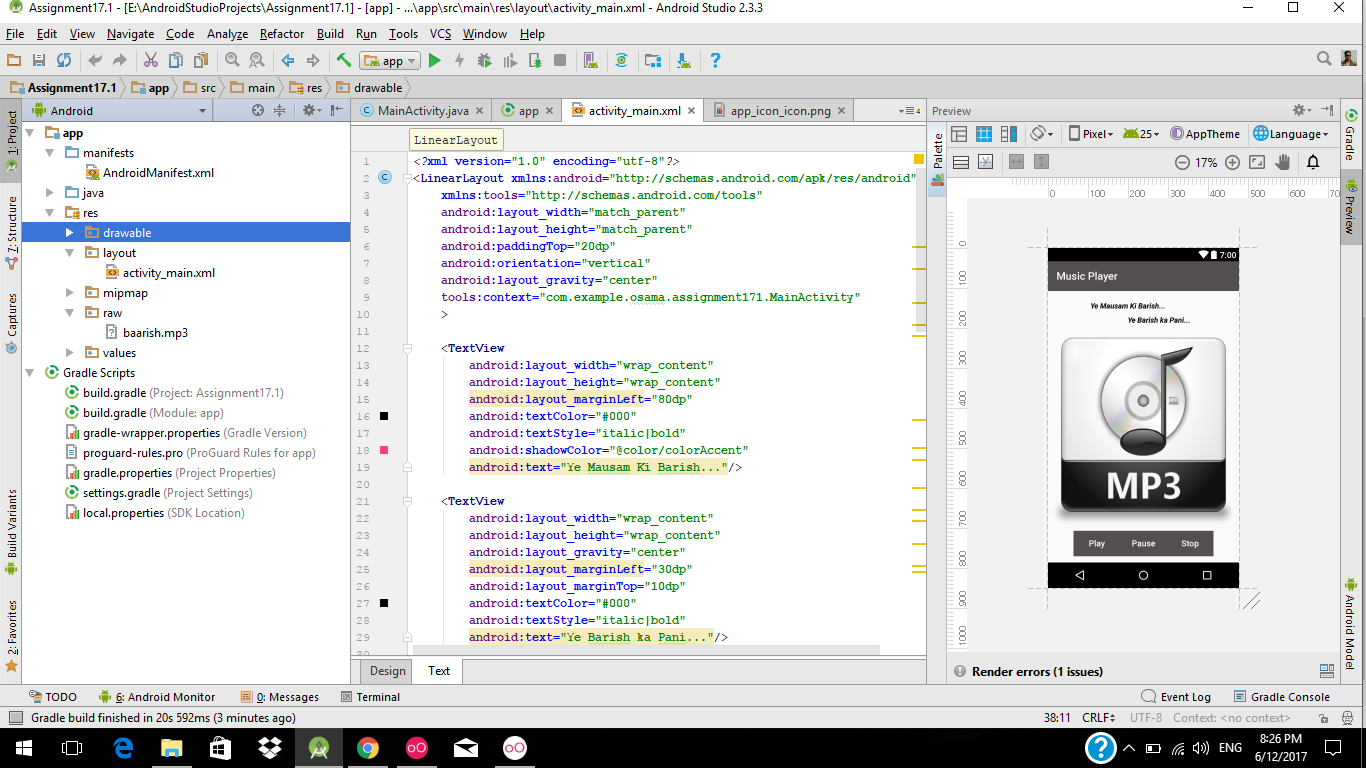 Assignment17.1 - [E:\AndroidStudioProjects\Assignment17.1] - [app] - ...\app\src\main\res\layout\activity_main.xml - Android Studio 2.3.3
File Edit View Navigate Code Analyze Refactor Build Run Tools VCS Window Help
app
Assignment17.1 app src main res drawable
Android
MainActivity.java app activity_main.xml app_icon_icon.png 4
Preview
1: Project
7: Structure
Captures
Build Variants
2: Favorites
app
manifests
AndroidManifest.xml
java
res
drawable
layout
activity_main.xml
mipmap
raw
baarish.mp3
values
Gradle Scripts
build.gradle (Project: Assignment17.1)
build.gradle (Module: app)
gradle-wrapper.properties (Gradle Version)
proguard-rules.pro (ProGuard Rules for app)
gradle.properties (Project Properties)
settings.gradle (Project Settings)
local.properties (SDK Location)
LinearLayout
1 <?xml version="1.0" encoding="utf-8"?>
2 <LinearLayout xmlns:android="http://schemas.android.com/apk/res/android"
3 xmlns:tools="http://schemas.android.com/tools"
4 android:layout_width="match_parent"
5 android:layout_height="match_parent"
6 android:paddingTop="20dp"
7 android:orientation="vertical"
8 android:layout_gravity="center"
9 tools:context="com.example.osama.assignment171.MainActivity"
10 >
11
12 <TextView
13 android:layout_width="wrap_content"
14 android:layout_height="wrap_content"
15 android:layout_marginLeft="80dp"
16 android:textColor="#000"
17 android:textStyle="italic|bold"
18 android:shadowColor="@color/colorAccent"
19 android:text="Ye Mausam Ki Barish..."/>
20
21 <TextView
22 android:layout_width="wrap_content"
23 android:layout_height="wrap_content"
24 android:layout_gravity="center"
25 android:layout_marginLeft="30dp"
26 android:layout_marginTop="10dp"
27 android:textColor="#000"
28 android:textStyle="italic|bold"
29 android:text="Ye Barish ka Pani..."/>
30
Design Text
Palette
Pixel 25 AppTheme Language
17%
0 100 200 300 400 500 600 700
0
100
200
300
400
500
600
700
800
900
1000
7:00
Music Player
Ye Mausam Ki Barish...
Ye Barish ka Pani...
MP3
Play Pause Stop
Render errors (1 issues)
Gradle
Preview
Android Model
TODO 6: Android Monitor 0: Messages Terminal Event Log Gradle Console
Gradle build finished in 20s 592ms (3 minutes ago) 38:11 CRLF UTF-8 Context: <no context>
ENG
8:26 PM
6/12/2017